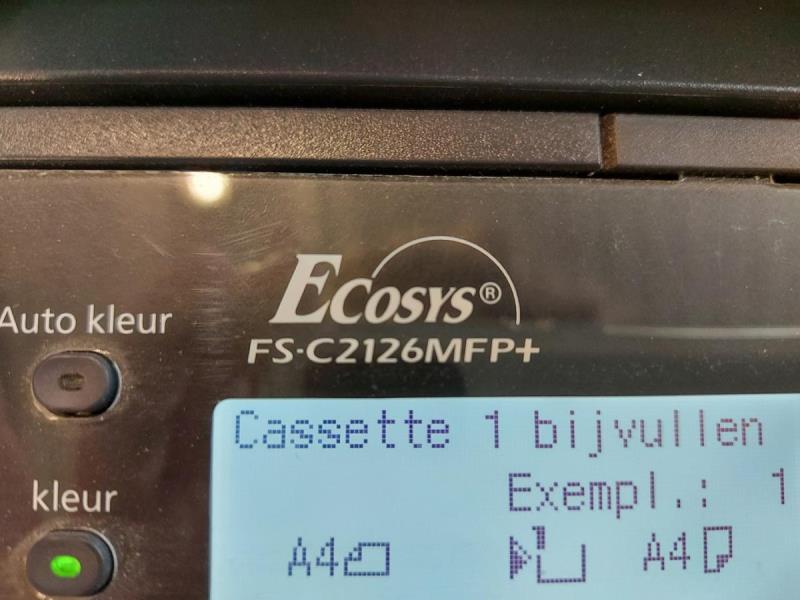 ECOSYS®
FS-C2126MFP+
Auto kleur
Cassette 1 bijvullen
kleur
Exempl.: 1
A4 A4